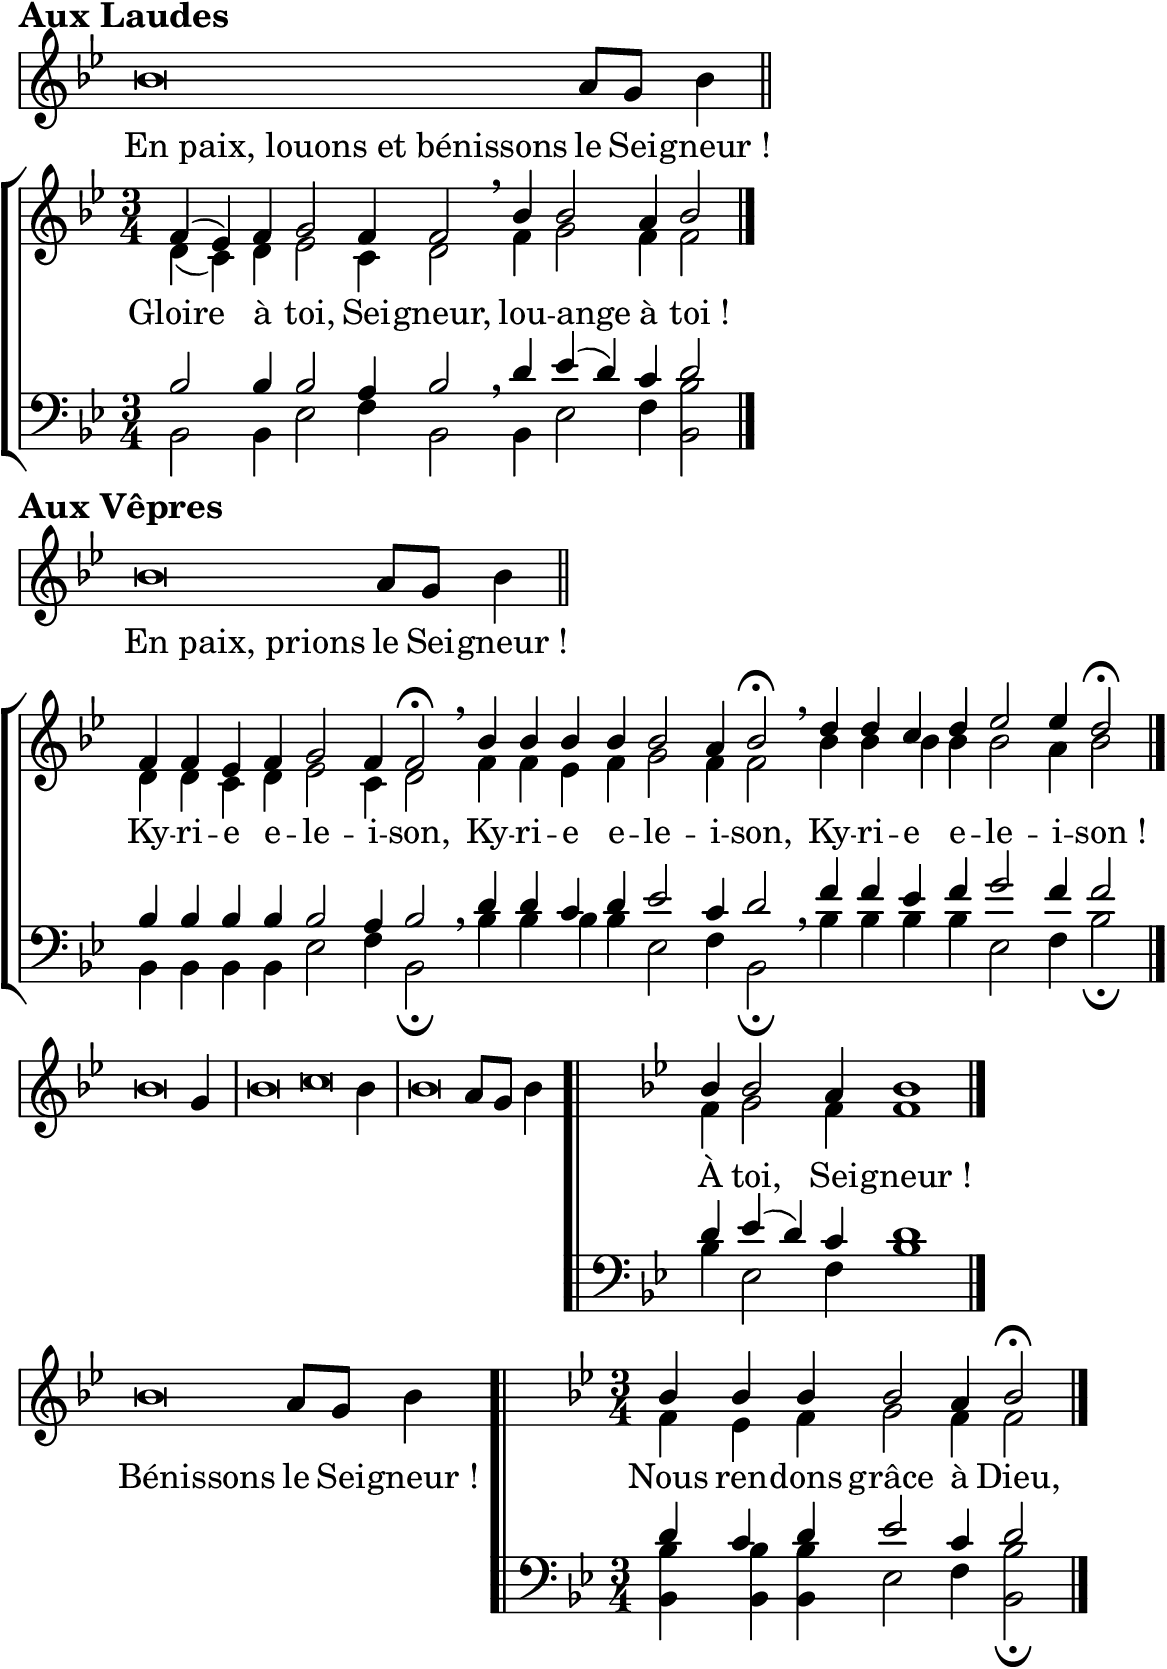 Aux Laudes
En paix, louons et bénissons le Seigneur !
Gloire à toi, Seigneur, lou -- ange à toi !
Aux Vêpres
En paix, prions le Seigneur !
Ky -- ri -- e e -- le -- i -- son, Ky -- ri -- e e -- le -- i -- son, Ky -- ri -- e e -- le -- i -- son !
À toi, Seigneur !
Bénissons le Seigneur ! Nous rendons grâce à Dieu,